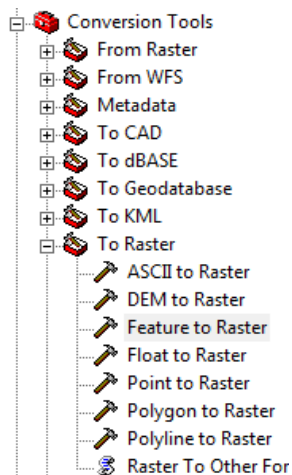 Conversion Tools
From Raster
From WFS
Metadata
To CAD
To dBASE
To Geodatabase
To KML
To Raster
ASCII to Raster
DEM to Raster
Feature to Raster
Float to Raster
Point to Raster
Polygon to Raster
Polyline to Raster
Raster To Other For